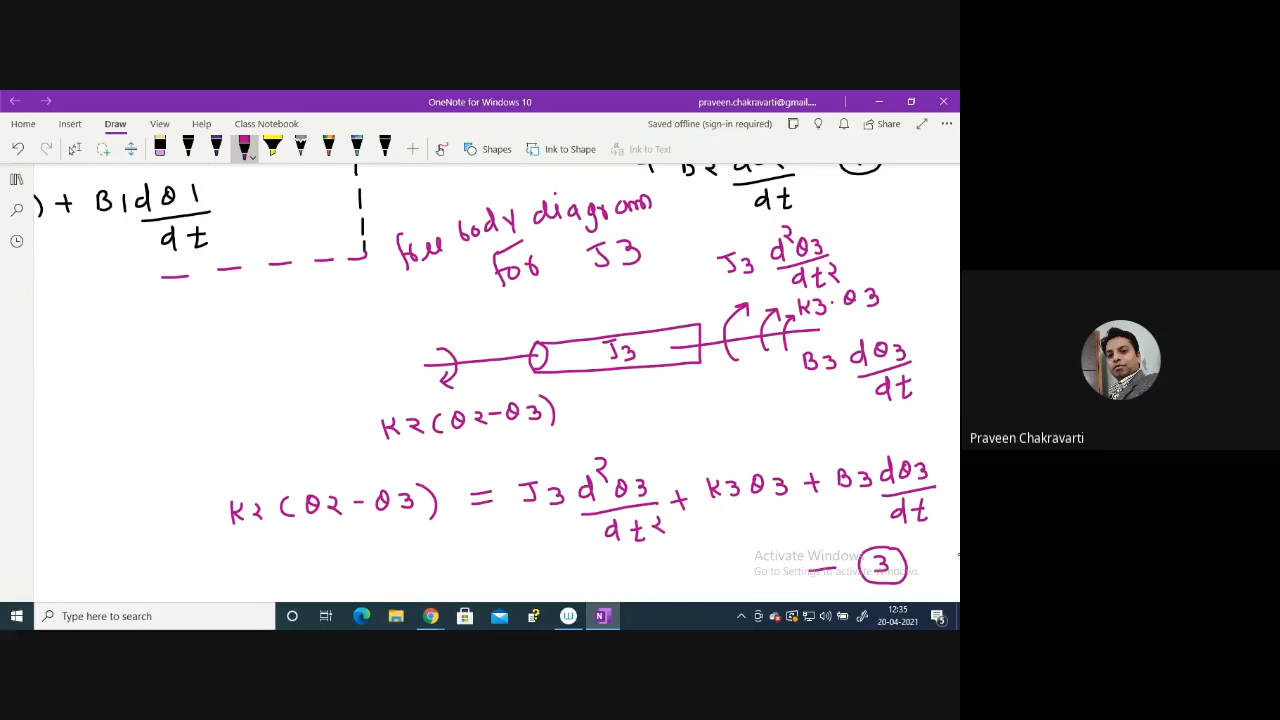 OneNote for Windows 10
praveen.chakravarti@gmail....
Home Insert Draw View Help Class Notebook
Saved offline (sign-in required)
Share
Shapes
Ink to Shape
Ink to Text
) + B1 dθ1/dt
+ B2 d
dt
free body diagram
for J3
J3 d²θ3/dt2
K3·θ3
J3
B3 dθ3/dt
K2(θ2-θ3)
K2(θ2-θ3) = J3 d²θ3/dt2 + K3θ3 + B3 dθ3/dt
— 3
Activate Windows
Go to Settings to activate Windows.
Praveen Chakravarti
Type here to search
12:35
20-04-2021
5